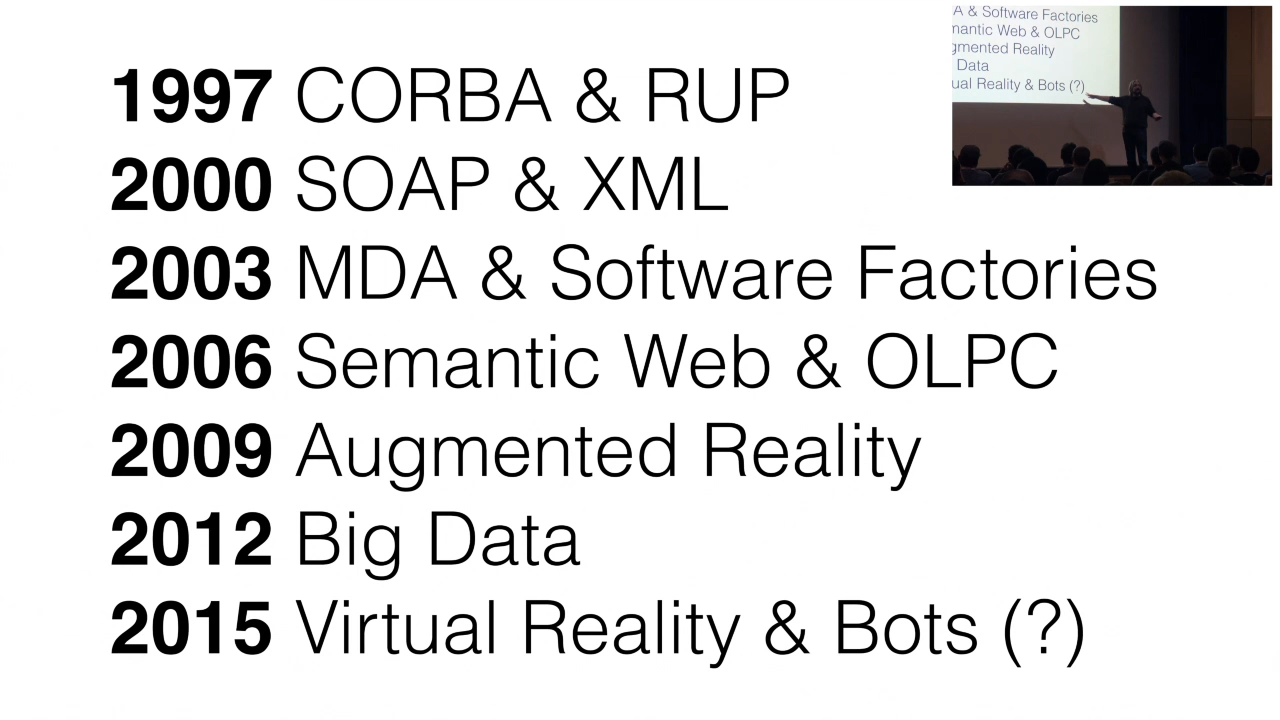 1997 CORBA & RUP
2000 SOAP & XML
2003 MDA & Software Factories
2006 Semantic Web & OLPC
2009 Augmented Reality
2012 Big Data
2015 Virtual Reality & Bots (?)
A & Software Factories
mantic Web & OLPC
gmented Reality
Data
ual Reality & Bots (?)